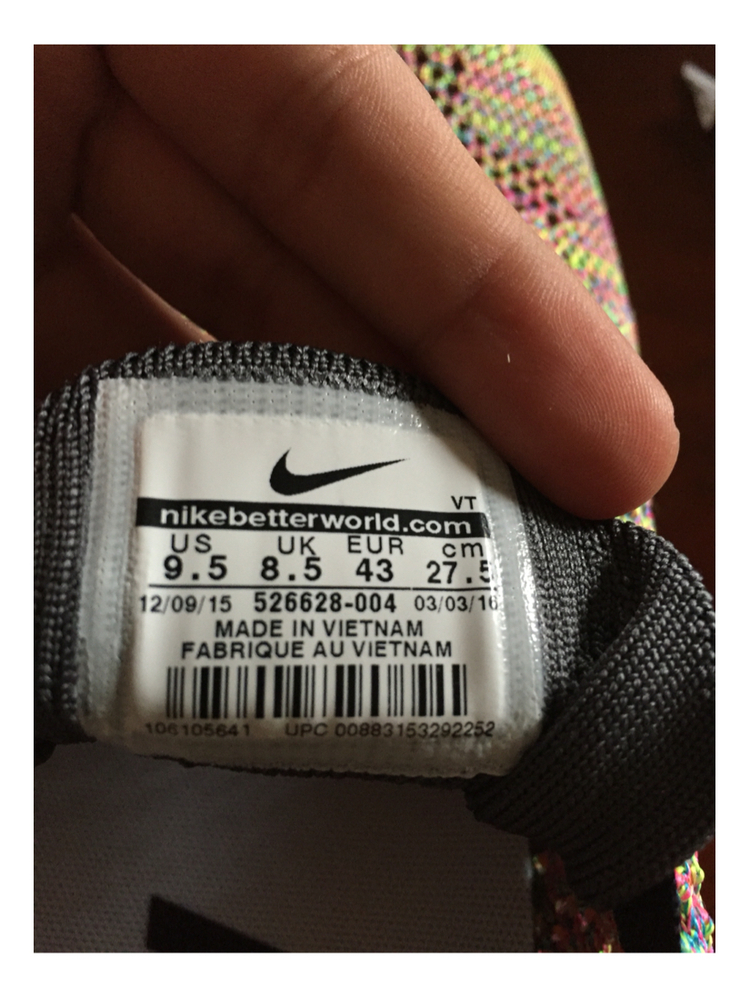 VT
nikebetterworld.com
US UK EUR cm
9.5 8.5 43 27.5
12/09/15 526628-004 03/03/16
MADE IN VIETNAM
FABRIQUE AU VIETNAM
106105641 UPC 00883153292252